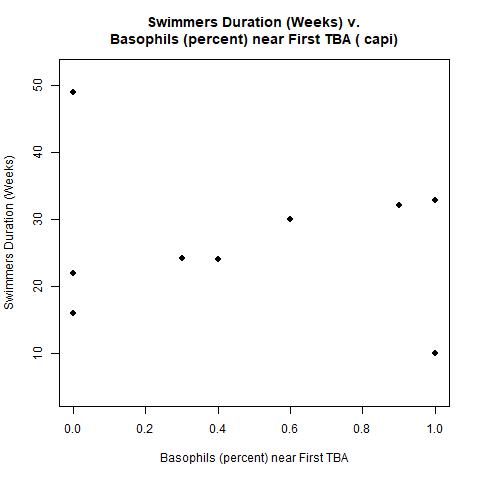 Swimmers Duration (Weeks) v.
Basophils (percent) near First TBA ( capi)
Swimmers Duration (Weeks)
50
40
30
20
10
0.0 0.2 0.4 0.6 0.8 1.0
Basophils (percent) near First TBA